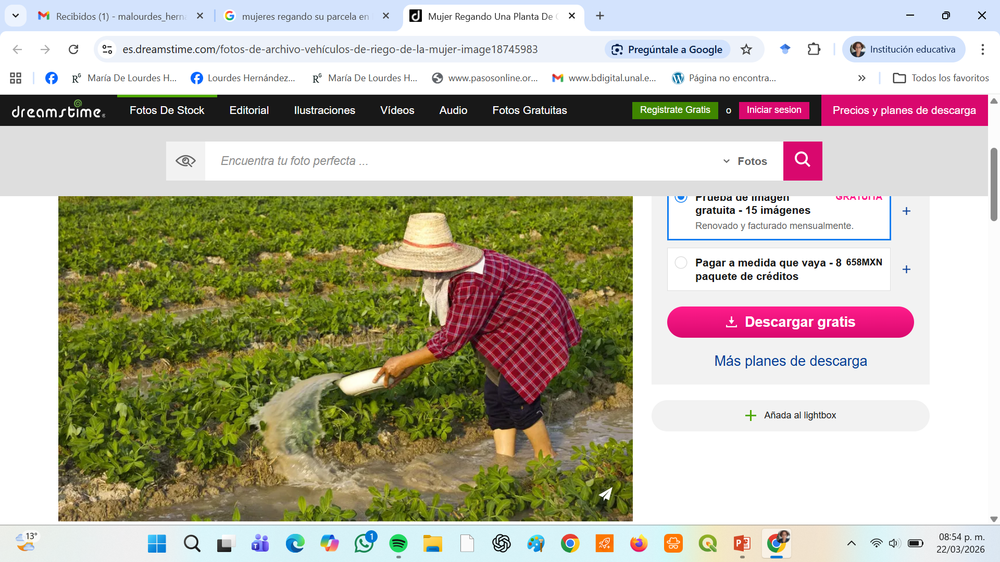 Recibidos (1) - malourdes_hern
mujeres regando su parcela en
Mujer Regando Una Planta De
es.dreamstime.com/fotos-de-archivo-vehículos-de-riego-de-la-mujer-image18745983
Pregúntale a Google
Institución educativa
María De Lourdes H...
Lourdes Hernández...
María De Lourdes H...
www.pasosonline.or...
www.bdigital.unal.e...
Página no encontra...
Todos los favoritos
dreamstime
Fotos De Stock
Editorial
Ilustraciones
Vídeos
Audio
Fotos Gratuitas
Registrate Gratis
o
Iniciar sesion
Precios y planes de descarga
Encuentra tu foto perfecta ...
Fotos
Prueba de imagen GRATUITA
gratuita - 15 imágenes
Renovado y facturado mensualmente.
Pagar a medida que vaya - 8 658MXN
paquete de créditos
Descargar gratis
Más planes de descarga
Añada al lightbox
13°
1
08:54 p. m.
22/03/2026